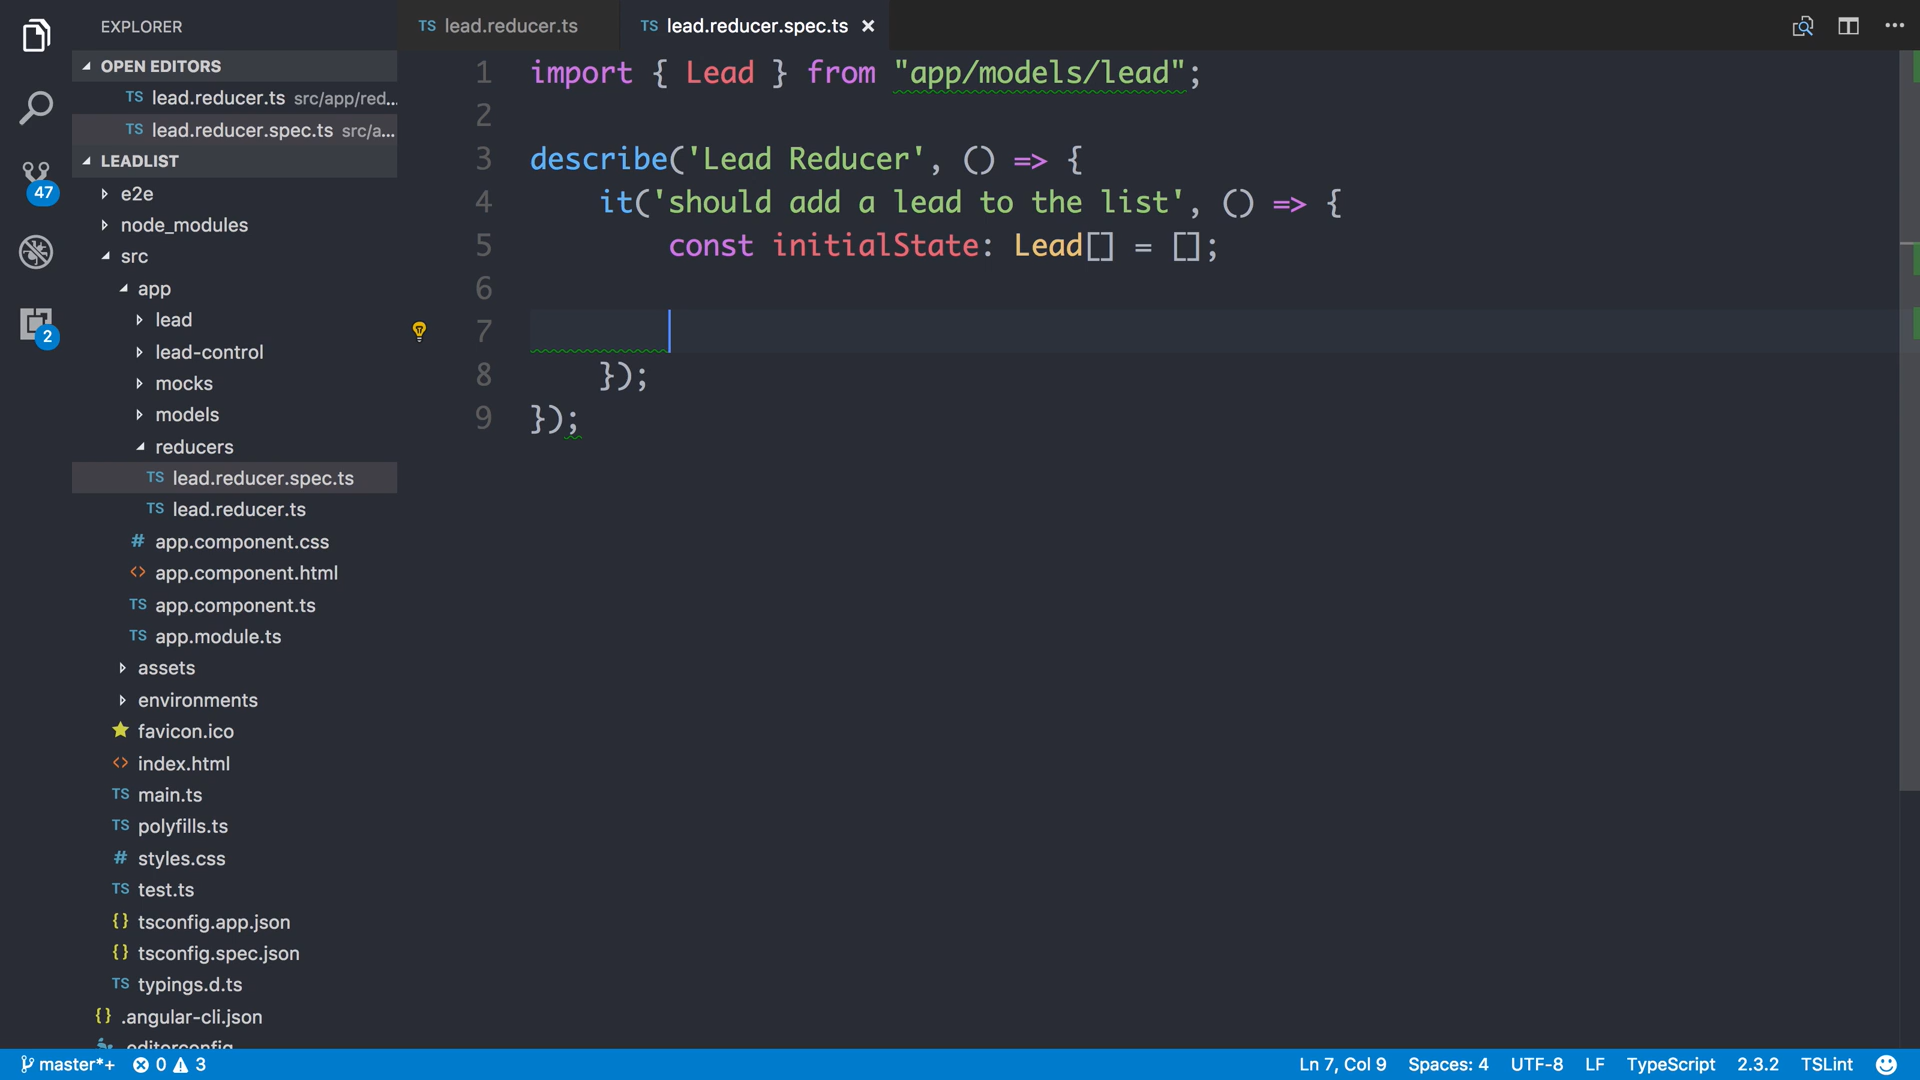 EXPLORER
OPEN EDITORS
TS lead.reducer.ts src/app/red...
TS lead.reducer.spec.ts src/a...
LEADLIST
e2e
node_modules
src
app
lead
lead-control
mocks
models
reducers
TS lead.reducer.spec.ts
TS lead.reducer.ts
# app.component.css
<> app.component.html
TS app.component.ts
TS app.module.ts
assets
environments
favicon.ico
<> index.html
TS main.ts
TS polyfills.ts
# styles.css
TS test.ts
{} tsconfig.app.json
{} tsconfig.spec.json
TS typings.d.ts
{} .angular-cli.json
.editorconfig
47
2
TS lead.reducer.ts
TS lead.reducer.spec.ts ×
1 import { Lead } from "app/models/lead";
2
3 describe('Lead Reducer', () => {
4 it('should add a lead to the list', () => {
5 const initialState: Lead[] = [];
6
7
8 });
9 });
master*+ 0 3
Ln 7, Col 9 Spaces: 4 UTF-8 LF TypeScript 2.3.2 TSLint